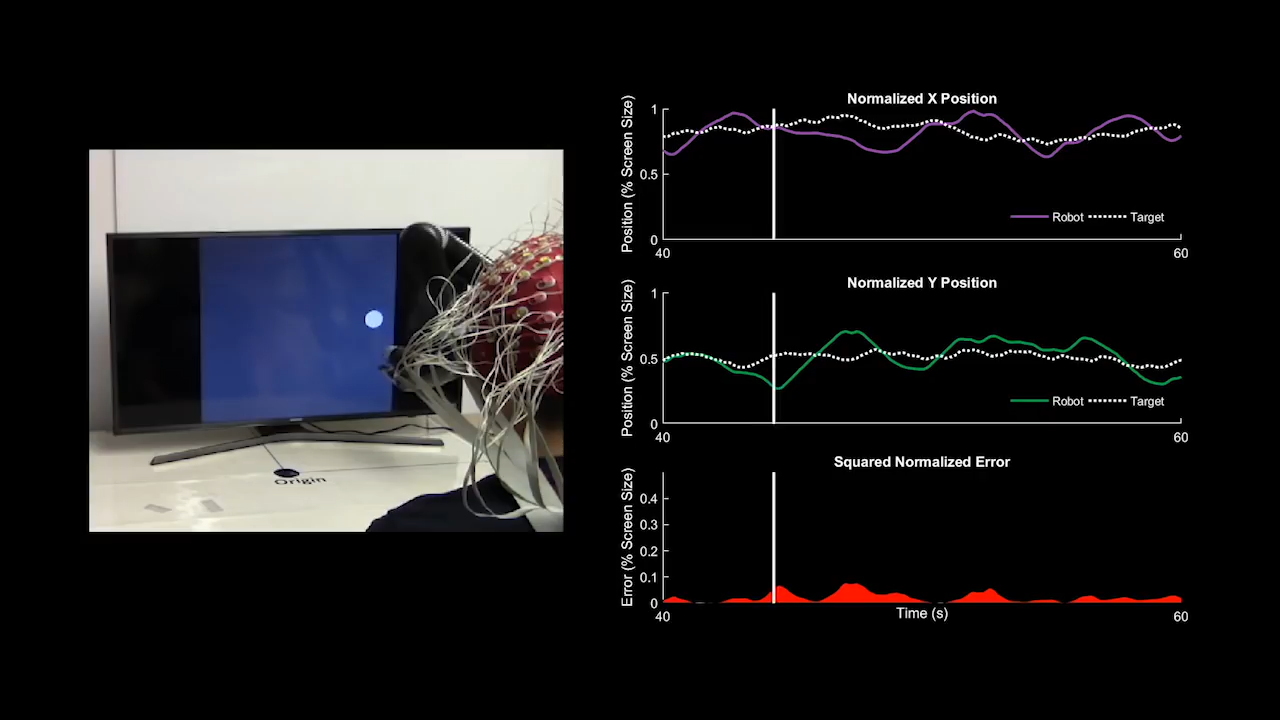 Origin
Normalized X Position
Position (% Screen Size)
1
0.5
0
40
60
Robot
Target
Normalized Y Position
Position (% Screen Size)
1
0.5
0
40
60
Robot
Target
Squared Normalized Error
Error (% Screen Size)
0.4
0.3
0.2
0.1
0
40
60
Time (s)